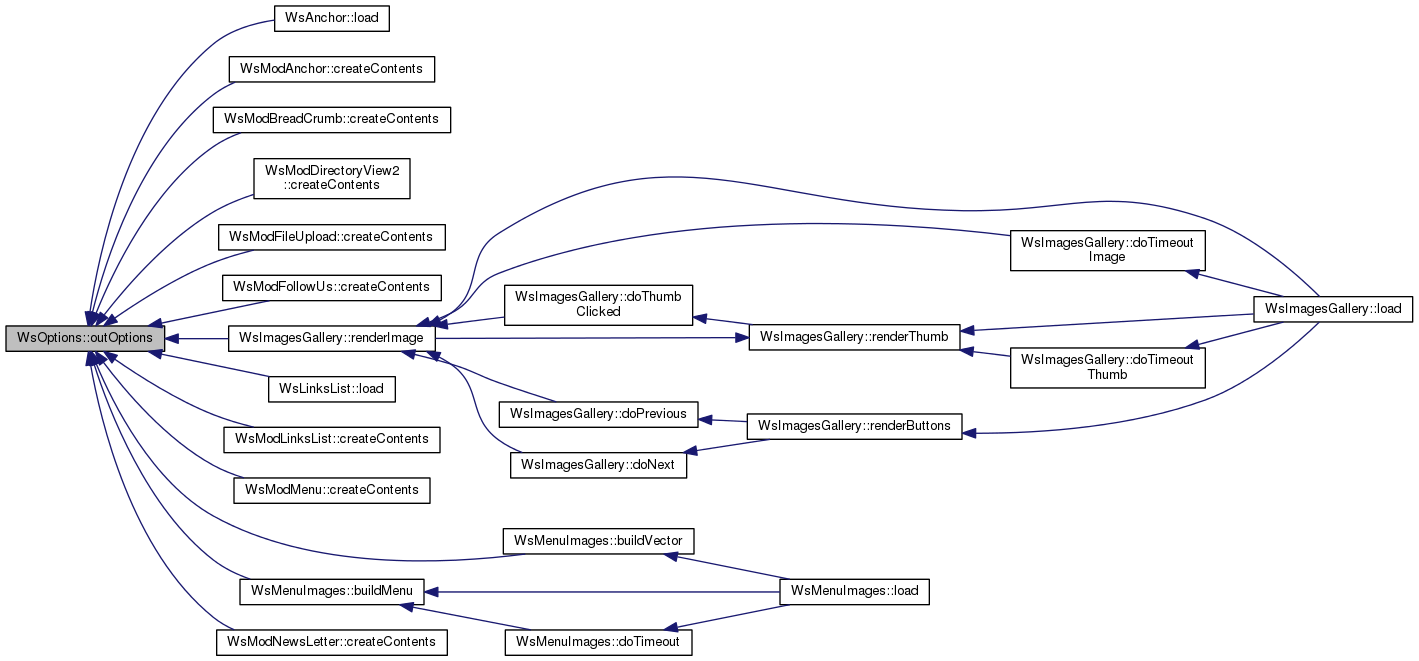 WsAnchor::load
WsModAnchor::createContents
WsModBreadCrumb::createContents
WsModDirectoryView2
::createContents
WsModFileUpload::createContents
WsModFollowUs::createContents
WsOptions::outOptions
WsImagesGallery::renderImage
WsLinksList::load
WsModLinksList::createContents
WsModMenu::createContents
WsMenuImages::buildMenu
WsModNewsLetter::createContents
WsImagesGallery::doThumb
Clicked
WsImagesGallery::doPrevious
WsImagesGallery::doNext
WsMenuImages::buildVector
WsMenuImages::doTimeout
WsImagesGallery::renderThumb
WsImagesGallery::renderButtons
WsMenuImages::load
WsImagesGallery::doTimeout
Image
WsImagesGallery::doTimeout
Thumb
WsImagesGallery::load